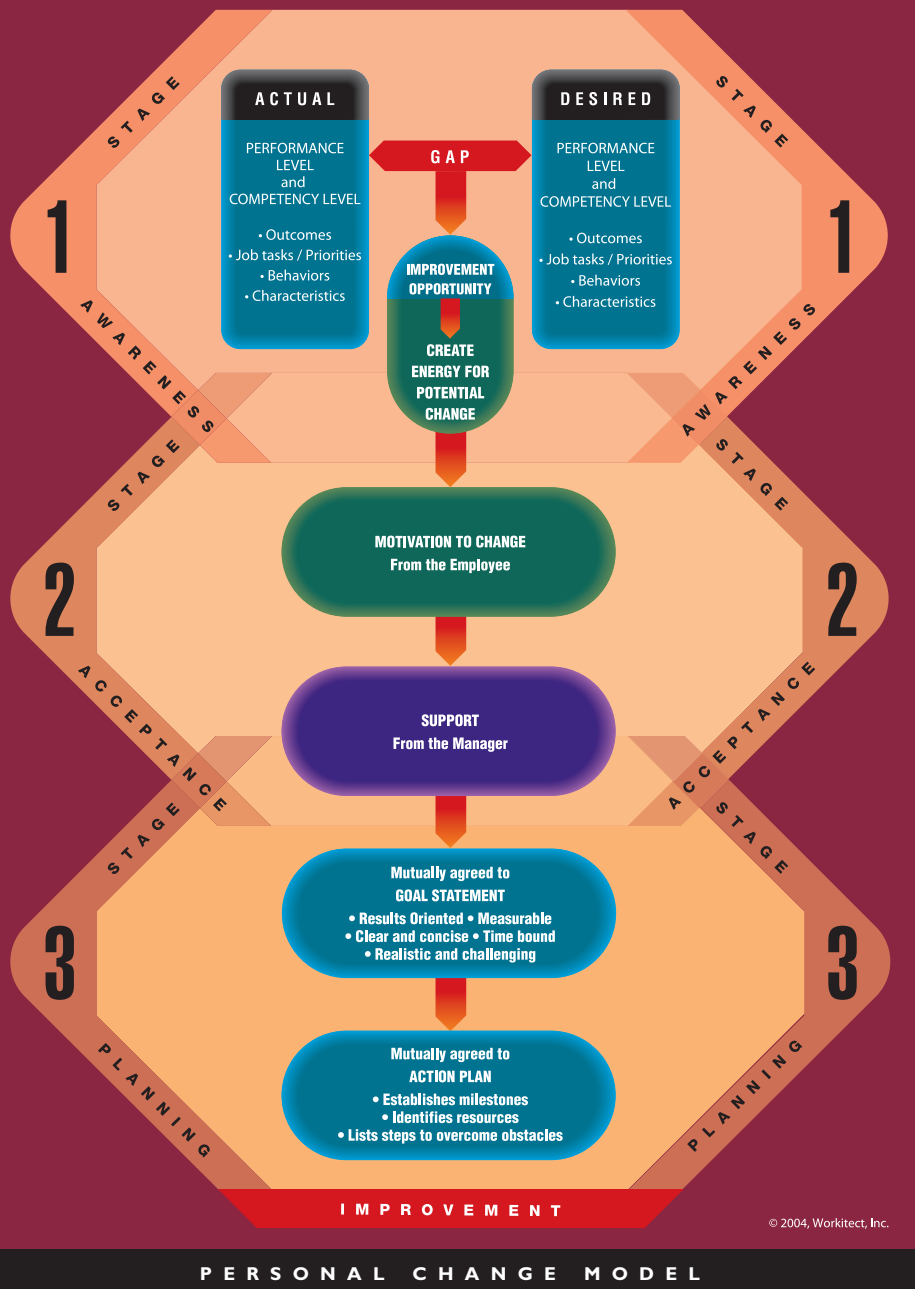 STAGE
STAGE
ACTUAL
DESIRED
PERFORMANCE
LEVEL
and
COMPETENCY LEVEL
• Outcomes
• Job tasks / Priorities
• Behaviors
• Characteristics
GAP
PERFORMANCE
LEVEL
and
COMPETENCY LEVEL
• Outcomes
• Job tasks / Priorities
• Behaviors
• Characteristics
1
1
IMPROVEMENT
OPPORTUNITY
CREATE
ENERGY FOR
POTENTIAL
CHANGE
AWARENESS
AWARENESS
STAGE
STAGE
2
2
MOTIVATION TO CHANGE
From the Employee
ACCEPTANCE
ACCEPTANCE
SUPPORT
From the Manager
STAGE
STAGE
3
3
Mutually agreed to
GOAL STATEMENT
• Results Oriented • Measurable
• Clear and concise • Time bound
• Realistic and challenging
PLANNING
PLANNING
Mutually agreed to
ACTION PLAN
• Establishes milestones
• Identifies resources
• Lists steps to overcome obstacles
IMPROVEMENT
© 2004, Workitect, Inc.
PERSONAL CHANGE MODEL